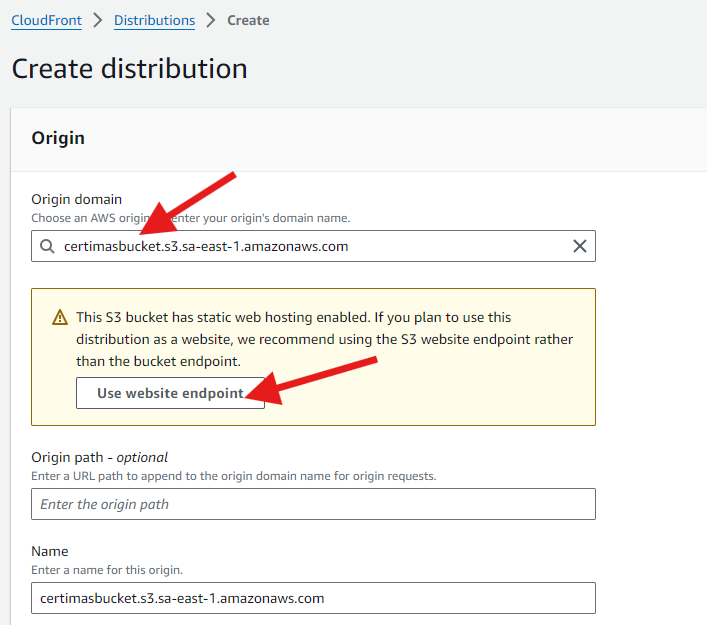 CloudFront > Distributions > Create
Create distribution
Origin
Origin domain
Choose an AWS origin enter your origin's domain name.
certimasbucket.s3.sa-east-1.amazonaws.com
This S3 bucket has static web hosting enabled. If you plan to use this
distribution as a website, we recommend using the S3 website endpoint rather
than the bucket endpoint.
Use website endpoint
Origin path - optional
Enter a URL path to append to the origin domain name for origin requests.
Enter the origin path
Name
Enter a name for this origin.
certimasbucket.s3.sa-east-1.amazonaws.com